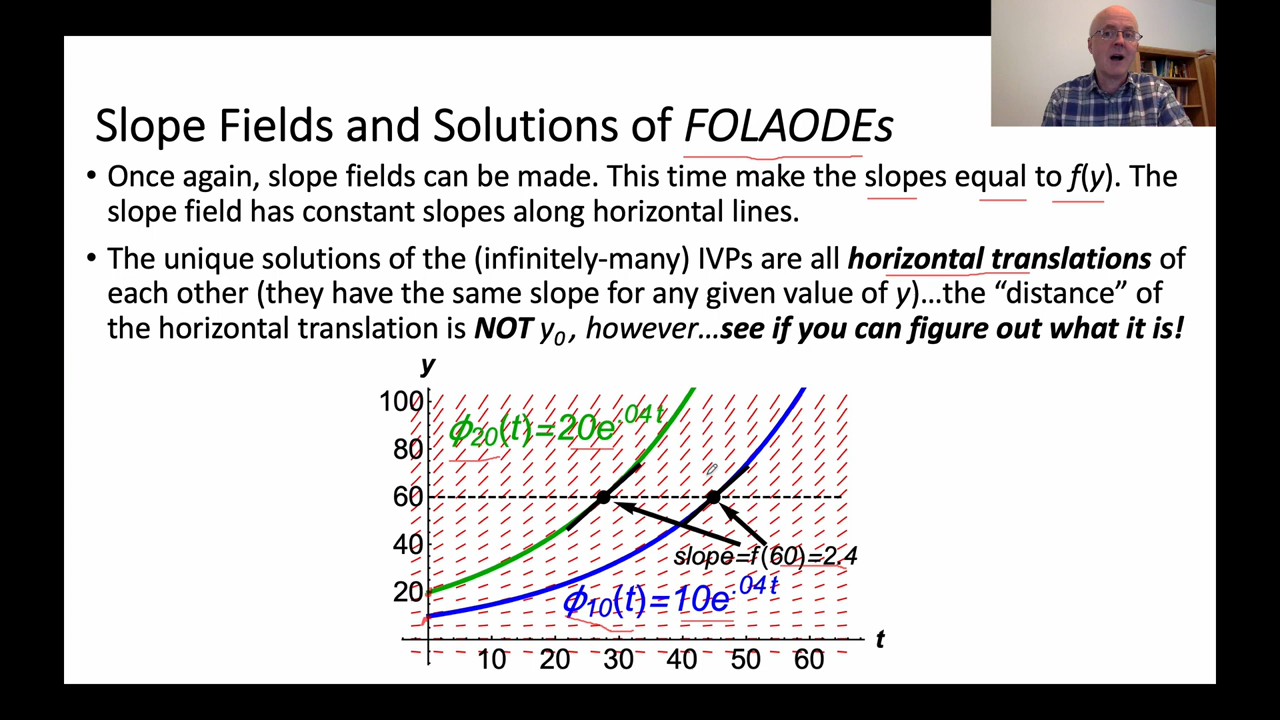 Slope Fields and Solutions of FOLAODEs
• Once again, slope fields can be made. This time make the slopes equal to f(y). The
slope field has constant slopes along horizontal lines.
• The unique solutions of the (infinitely-many) IVPs are all horizontal translations of
each other (they have the same slope for any given value of y)…the “distance” of
the horizontal translation is NOT y₀, however…see if you can figure out what it is!
y
100
ϕ₂₀(t)=20e^.04t
80
60
40
slope=f(60)=2.4
20
ϕ₁₀(t)=10e^.04t
t
10 20 30 40 50 60